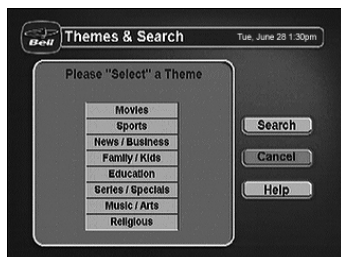 Bell
Themes & Search
Tue, June 28 1:30pm
Please "Select" a Theme
Movies
Sports
News / Business
Family / Kids
Education
Series / Specials
Music / Arts
Religious
Search
Cancel
Help